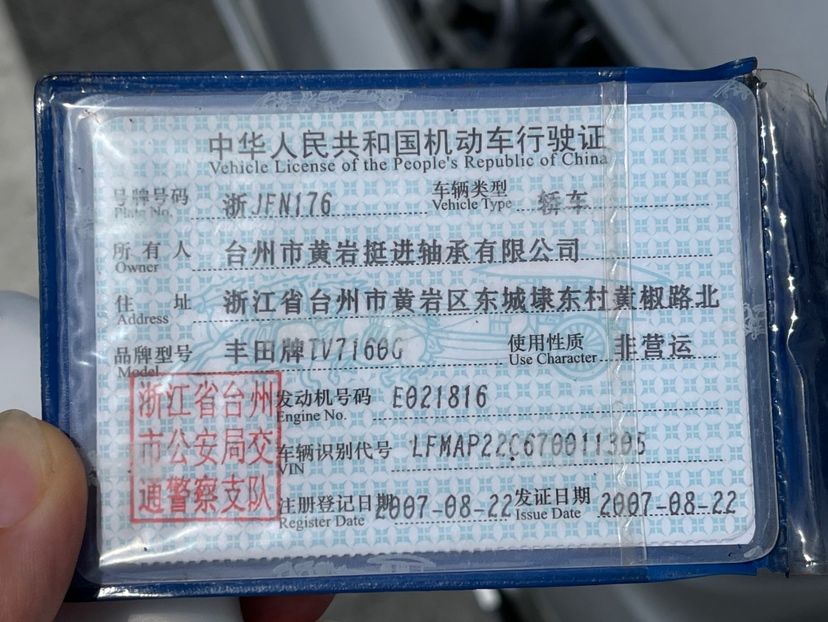 中华人民共和国机动车行驶证
Vehicle License of the People's Republic of China
号牌号码 浙JFN176 车辆类型 轿车
Plate No. Vehicle Type
所有人 台州市黄岩挺进轴承有限公司
Owner
住址 浙江省台州市黄岩区东城埭东村黄椒路北
Address
品牌型号 丰田牌TV7160G 使用性质 非营运
Model Use Character
浙江省台州
市公安局交
通警察支队
发动机号码 E021816
Engine No.
车辆识别代号 LFMAP22C670011395
VIN
注册登记日期 2007-08-22 发证日期 2007-08-22
Register Date Issue Date